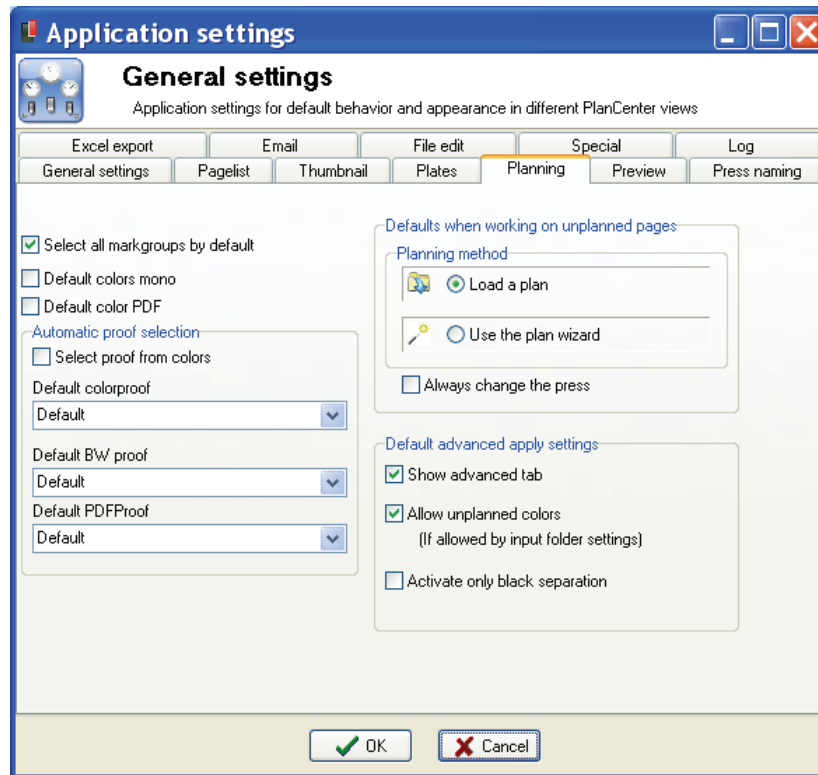 Application settings
General settings
Application settings for default behavior and appearance in different PlanCenter views
Excel export Email File edit Special Log
General settings Pagelist Thumbnail Plates Planning Preview Press naming
Select all markgroups by default
Default colors mono
Default color PDF
Automatic proof selection
Select proof from colors
Default colorproof
Default
Default BW proof
Default
Default PDFProof
Default
Defaults when working on unplanned pages
Planning method
Load a plan
Use the plan wizard
Always change the press
Default advanced apply settings
Show advanced tab
Allow unplanned colors
(If allowed by input folder settings)
Activate only black separation
OK Cancel